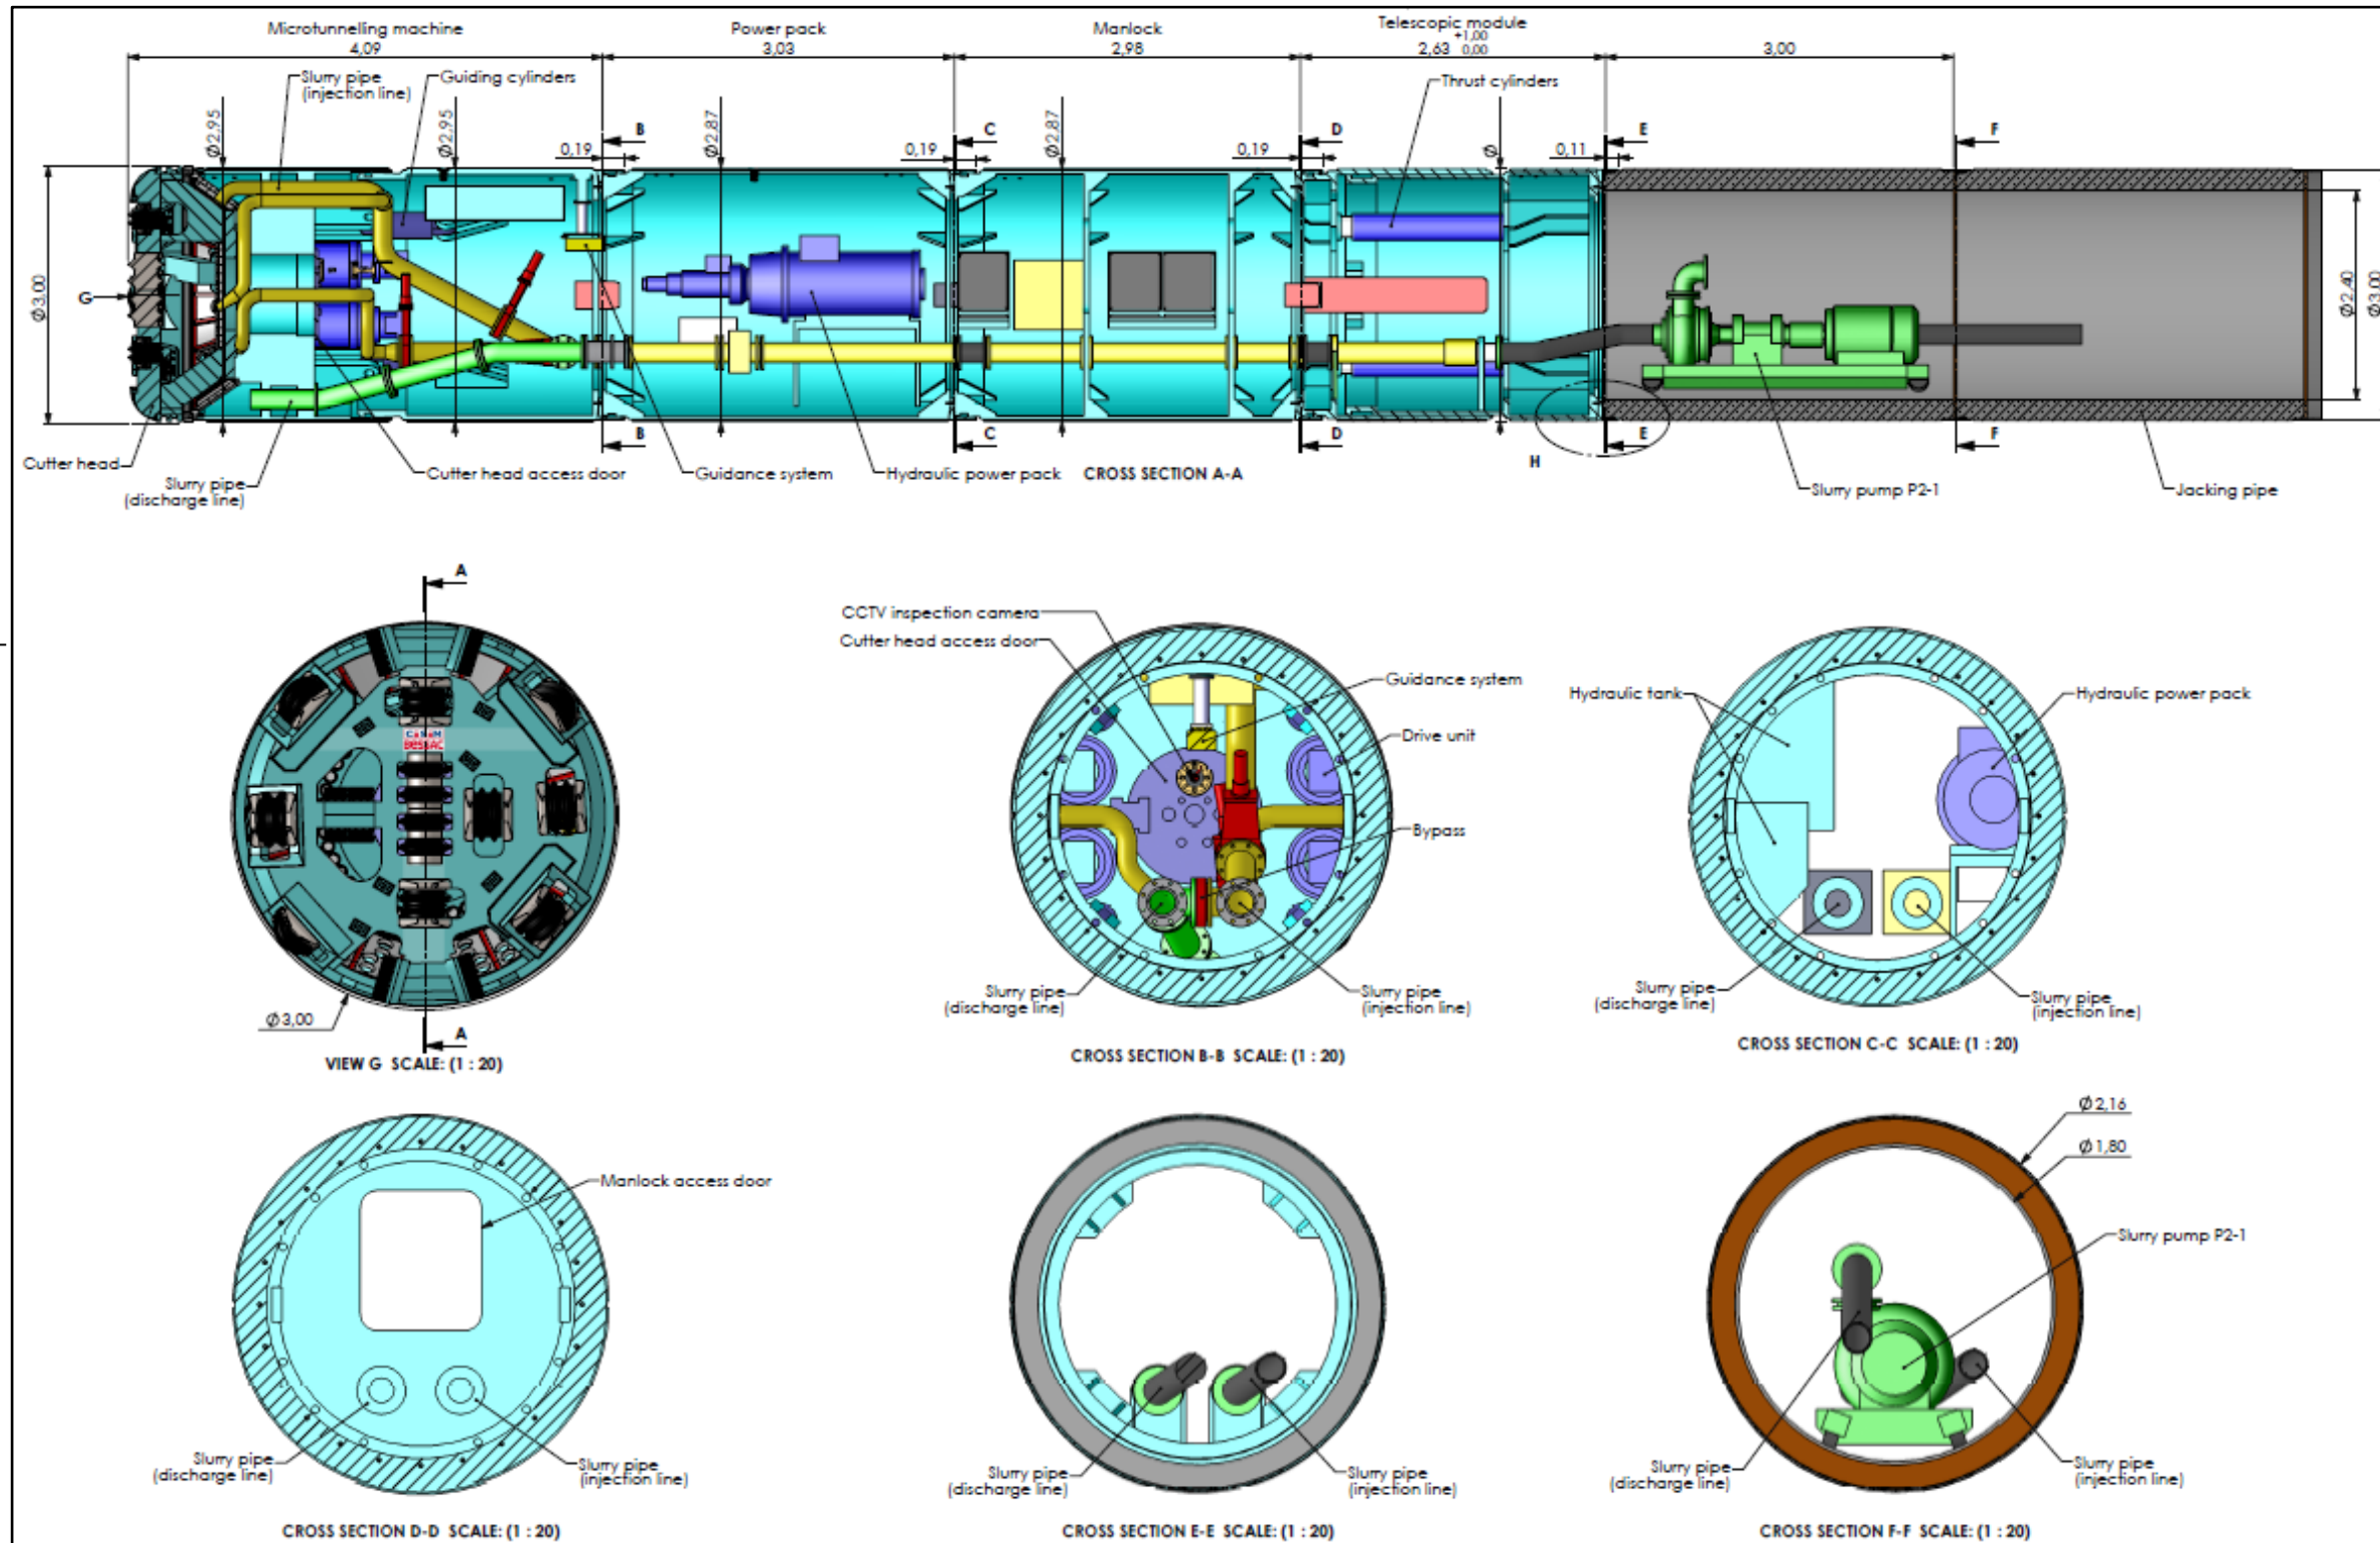 Microtunnelling machine
4,09
Power pack
3,03
Manlock
2,98
Telescopic module
2,63 +1,00 0,00
3,00
Slurry pipe
(injection line)
Guiding cylinders
Thrust cylinders
Ø2,95
Ø2,95
0,19
B
Ø2,87
0,19
C
Ø2,87
0,19
D
Ø
0,11
E
F
Ø3,00
G
Ø2,40
Ø3,00
B
C
D
E
F
H
Cutter head
Slurry pipe
(discharge line)
Cutter head access door
Guidance system
Hydraulic power pack
CROSS SECTION A-A
Slurry pump P2-1
Jacking pipe
A
BESSAC
Ø3,00
A
VIEW G SCALE: (1 : 20)
CCTV inspection camera
Cutter head access door
Guidance system
Drive unit
Bypass
Slurry pipe
(discharge line)
Slurry pipe
(injection line)
CROSS SECTION B-B SCALE: (1 : 20)
Hydraulic tank
Hydraulic power pack
Slurry pipe
(discharge line)
Slurry pipe
(injection line)
CROSS SECTION C-C SCALE: (1 : 20)
Manlock access door
Slurry pipe
(discharge line)
Slurry pipe
(injection line)
CROSS SECTION D-D SCALE: (1 : 20)
Slurry pipe
(discharge line)
Slurry pipe
(injection line)
CROSS SECTION E-E SCALE: (1 : 20)
Ø2,16
Ø1,80
Slurry pump P2-1
Slurry pipe
(discharge line)
Slurry pipe
(injection line)
CROSS SECTION F-F SCALE: (1 : 20)